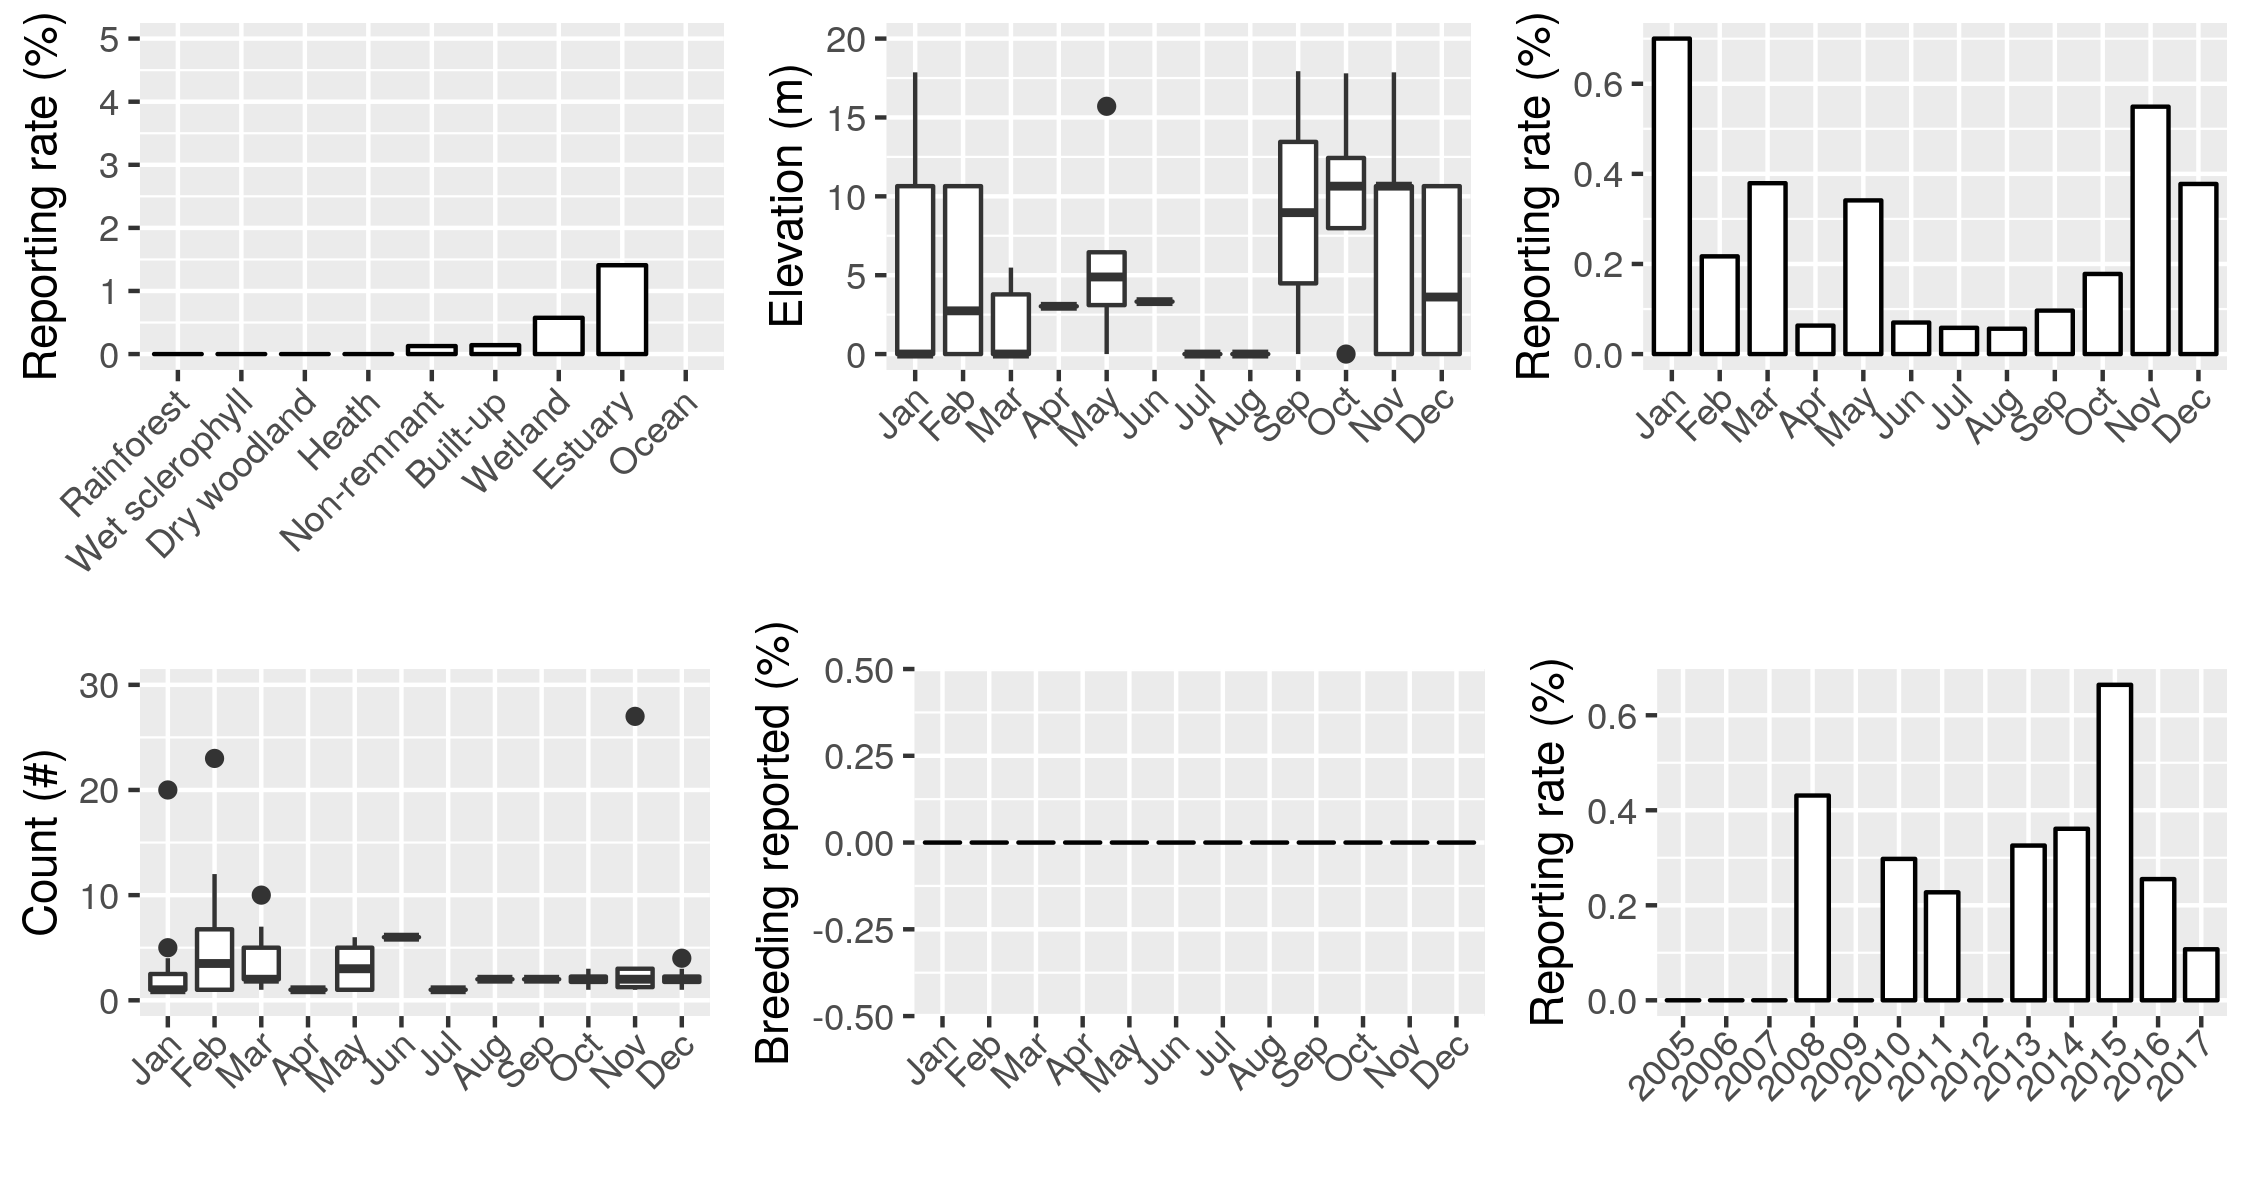 Reporting rate (%)
5
4
3
2
1
0
Rainforest
Wet sclerophyll
Dry woodland
Heath
Non-remnant
Built-up
Wetland
Estuary
Ocean
Elevation (m)
20
15
10
5
0
Jan
Feb
Mar
Apr
May
Jun
Jul
Aug
Sep
Oct
Nov
Dec
Reporting rate (%)
0.6
0.4
0.2
0.0
Jan
Feb
Mar
Apr
May
Jun
Jul
Aug
Sep
Oct
Nov
Dec
Count (#)
30
20
10
0
Jan
Feb
Mar
Apr
May
Jun
Jul
Aug
Sep
Oct
Nov
Dec
Breeding reported (%)
0.50
0.25
0.00
-0.25
-0.50
Jan
Feb
Mar
Apr
May
Jun
Jul
Aug
Sep
Oct
Nov
Dec
Reporting rate (%)
0.6
0.4
0.2
0.0
2005
2006
2007
2008
2009
2010
2011
2012
2013
2014
2015
2016
2017